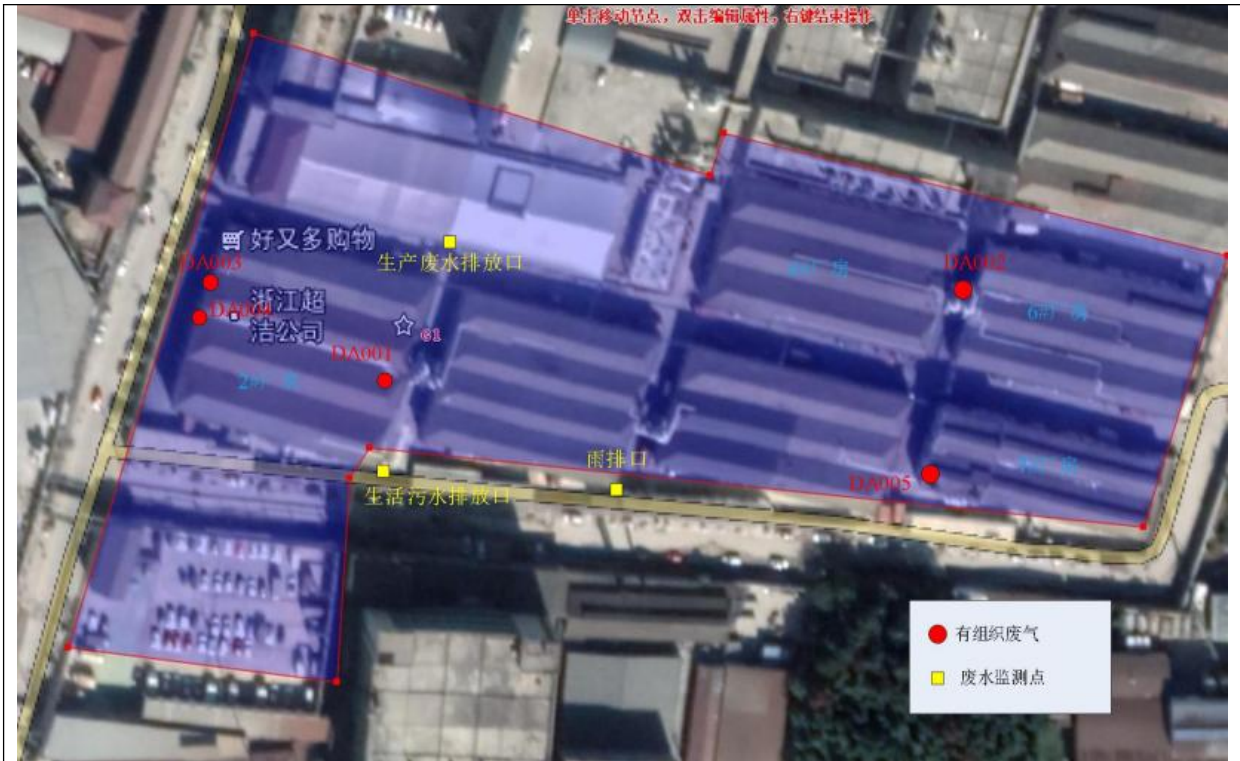 单击移动节点，双击编辑属性，右键结束操作
好又多购物
生产废水排放口
DA003
DA002
浙江超
洁公司
DA004
G1
DA001
雨排口
生活污水排放口
DA005
有组织废气
废水监测点